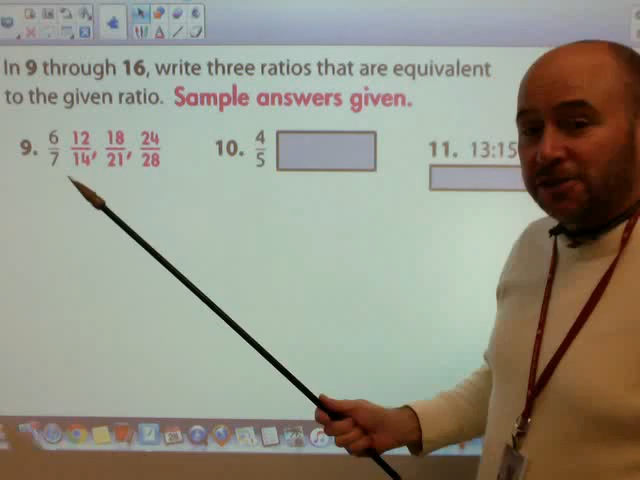 In 9 through 16, write three ratios that are equivalent
to the given ratio. Sample answers given.
9. 6/7 12/14, 18/21, 24/28 10. 4/5 11. 13:15